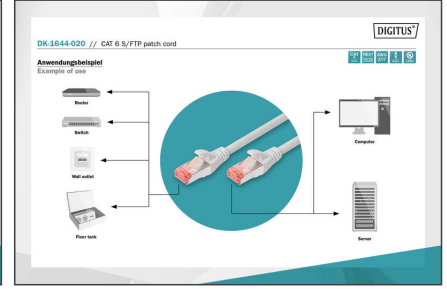 DIGITUS®
DK-1644-020 // CAT 6 S/FTP patch cord
Anwendungsbeispiel
Example of use
Router
Switch
Wall outlet
Floor tank
Computer
Server